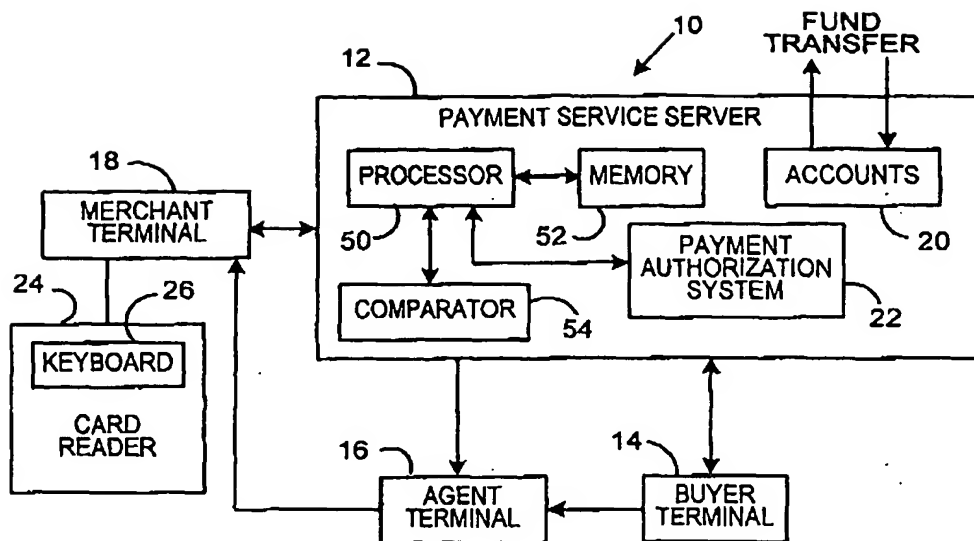 10
FUND
TRANSFER
12
PAYMENT SERVICE SERVER
18
MERCHANT
TERMINAL
PROCESSOR
50
MEMORY
52
ACCOUNTS
20
PAYMENT
AUTHORIZATION
SYSTEM
22
COMPARATOR
54
24
26
KEYBOARD
CARD
READER
16
AGENT
TERMINAL
14
BUYER
TERMINAL